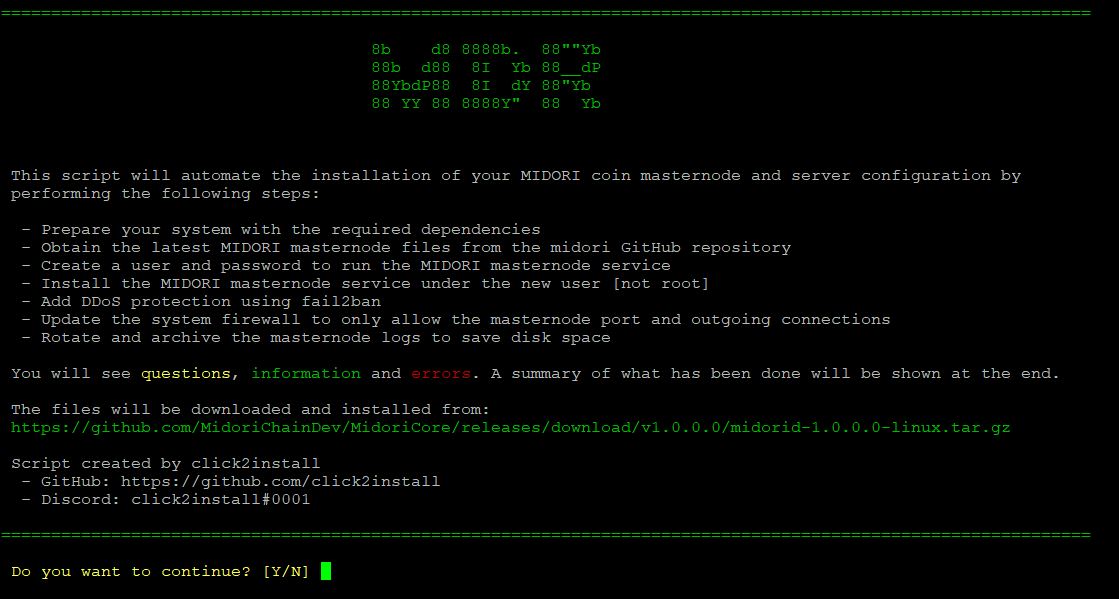 ================================================================================
8b    d8 8888b.  88""Yb
88b  d88  8I  Yb 88__dP
88YbdP88  8I  dY 88"Yb
88 YY 88 8888Y"  88  Yb
This script will automate the installation of your MIDORI coin masternode and server configuration by
performing the following steps:
- Prepare your system with the required dependencies
- Obtain the latest MIDORI masternode files from the midori GitHub repository
- Create a user and password to run the MIDORI masternode service
- Install the MIDORI masternode service under the new user [not root]
- Add DDoS protection using fail2ban
- Update the system firewall to only allow the masternode port and outgoing connections
- Rotate and archive the masternode logs to save disk space
You will see questions, information and errors. A summary of what has been done will be shown at the end.
The files will be downloaded and installed from:
https://github.com/MidoriChainDev/MidoriCore/releases/download/v1.0.0.0/midorid-1.0.0.0-linux.tar.gz
Script created by click2install
- GitHub: https://github.com/click2install
- Discord: click2install#0001
================================================================================
Do you want to continue? [Y/N]